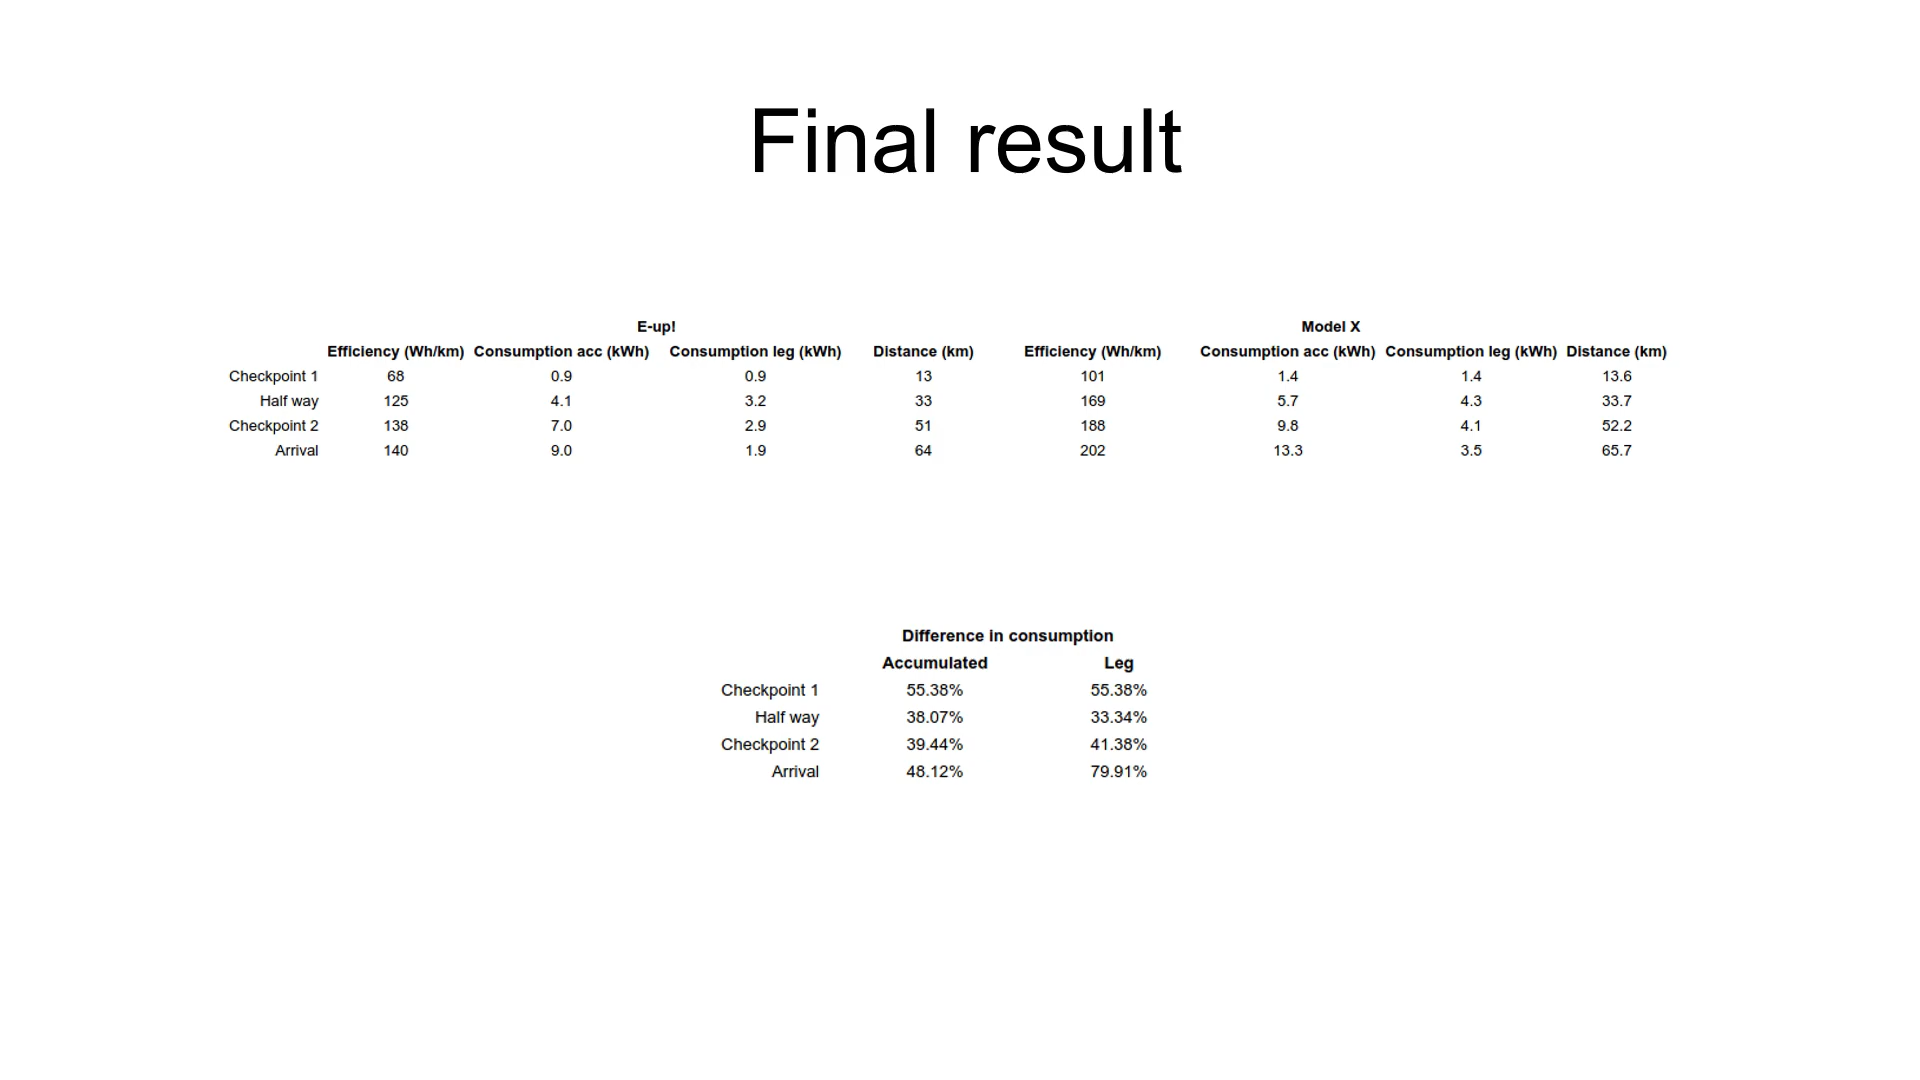 Final result
E-up! Model X
Efficiency (Wh/km) Consumption acc (kWh) Consumption leg (kWh) Distance (km) Efficiency (Wh/km) Consumption acc (kWh) Consumption leg (kWh) Distance (km)
Checkpoint 1 68 0.9 0.9 13 101 1.4 1.4 13.6
Half way 125 4.1 3.2 33 169 5.7 4.3 33.7
Checkpoint 2 138 7.0 2.9 51 188 9.8 4.1 52.2
Arrival 140 9.0 1.9 64 202 13.3 3.5 65.7
Difference in consumption
Accumulated Leg
Checkpoint 1 55.38% 55.38%
Half way 38.07% 33.34%
Checkpoint 2 39.44% 41.38%
Arrival 48.12% 79.91%